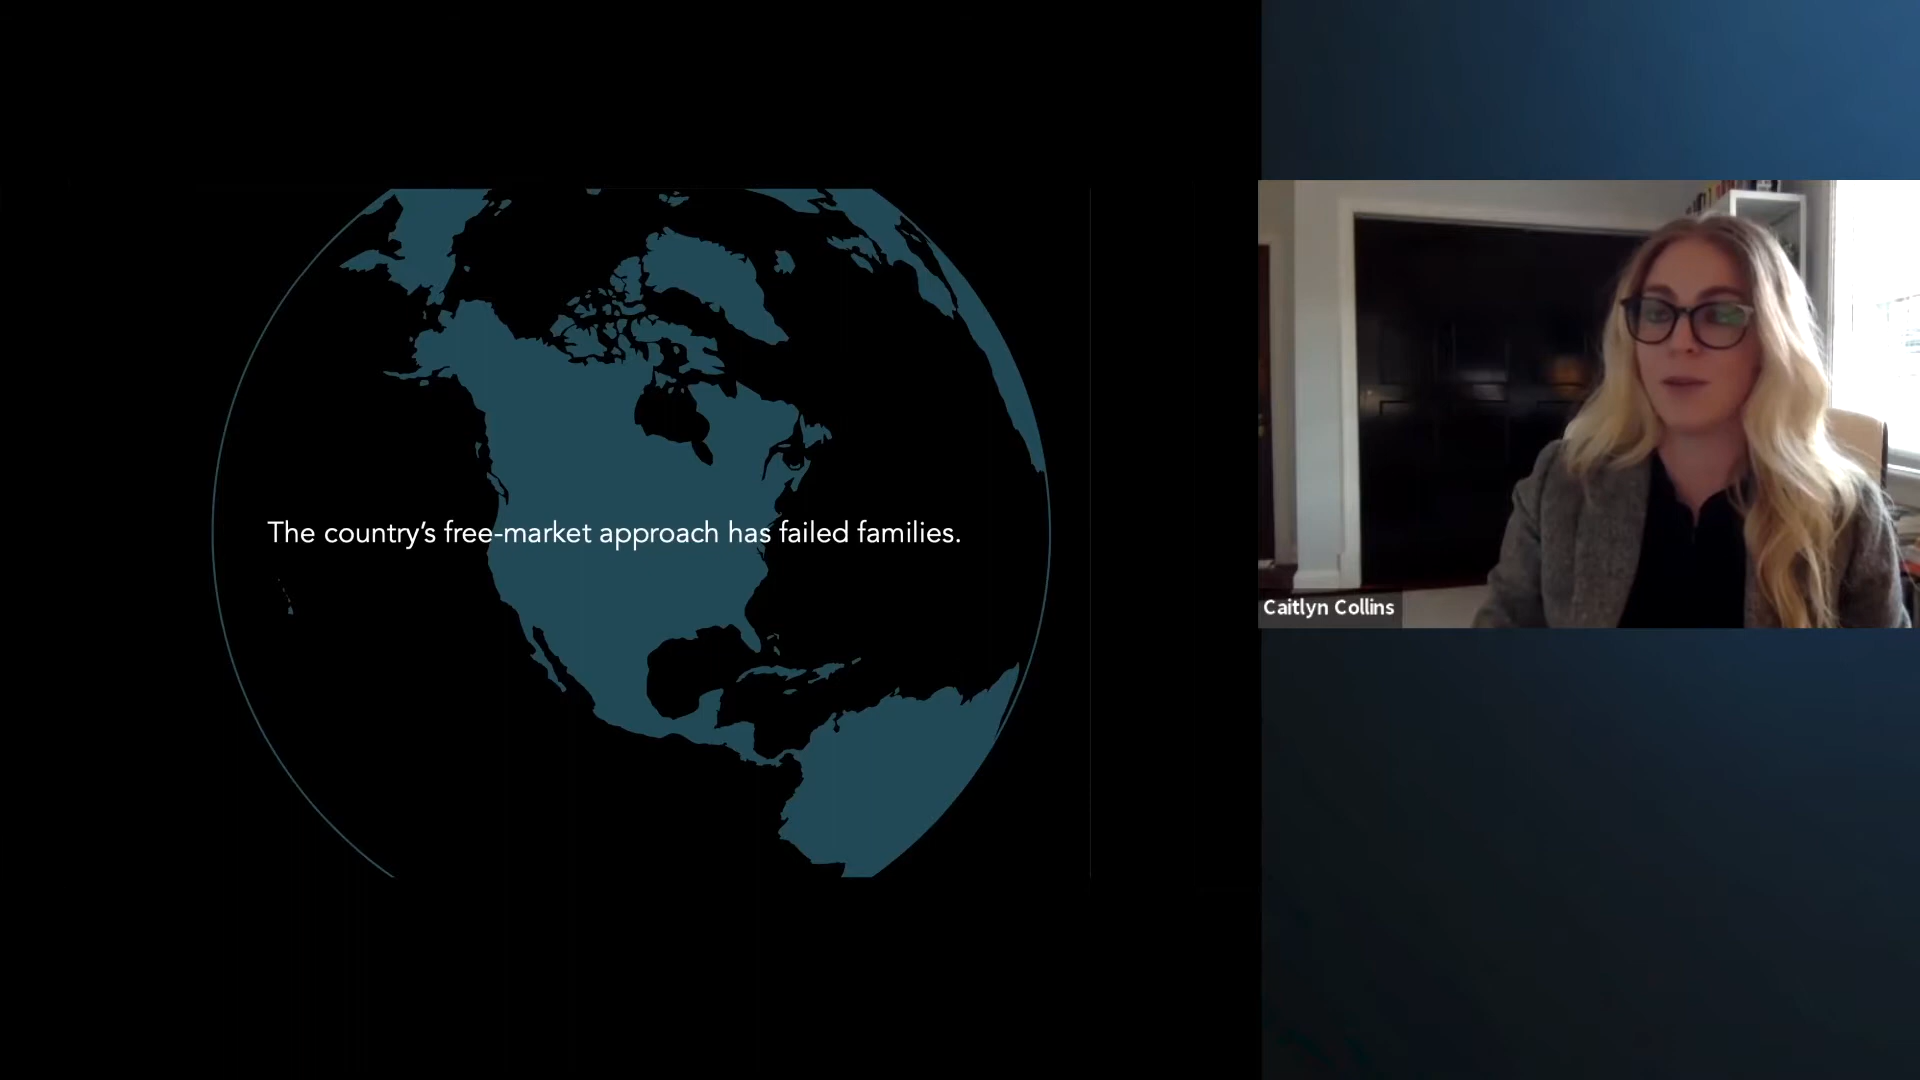 The country’s free-market approach has failed families.
Caitlyn Collins